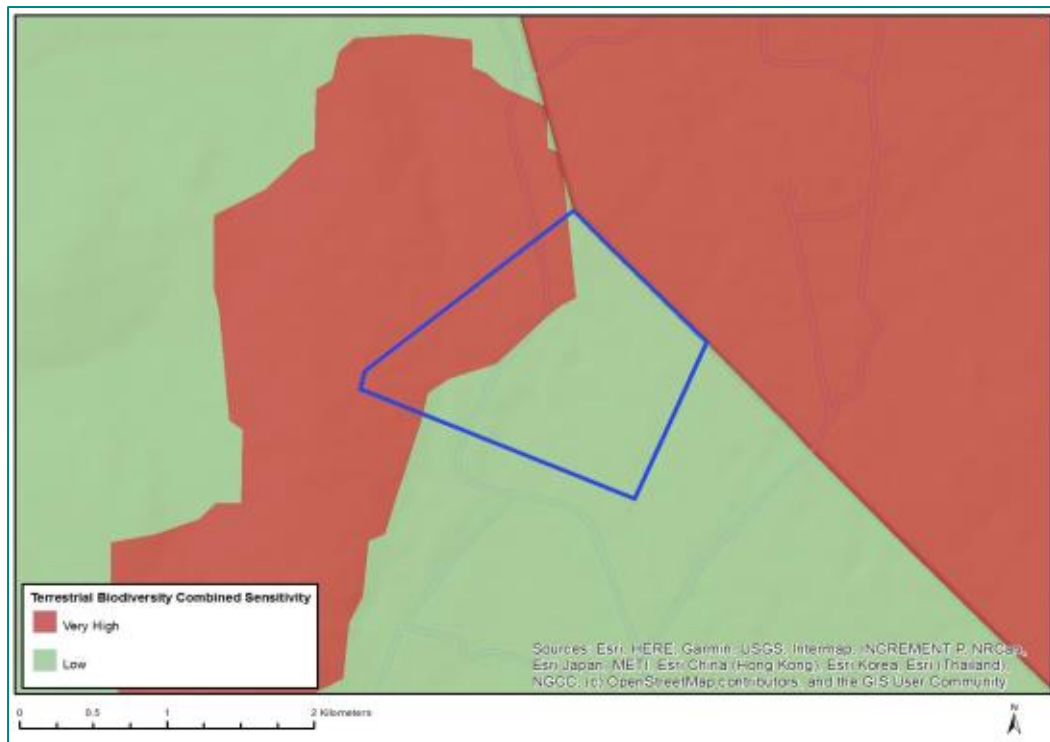 Terrestrial Biodiversity Combined Sensitivity
Very High
Low
Sources: Esri, HERE, Garmin, USGS, Intermap, INCREMENT P, NRCan,
Esri Japan, METI, Esri China (Hong Kong), Esri Korea, Esri (Thailand),
NGCC, (c) OpenStreetMap contributors, and the GIS User Community
0 0.5 1 2 Kilometers
N